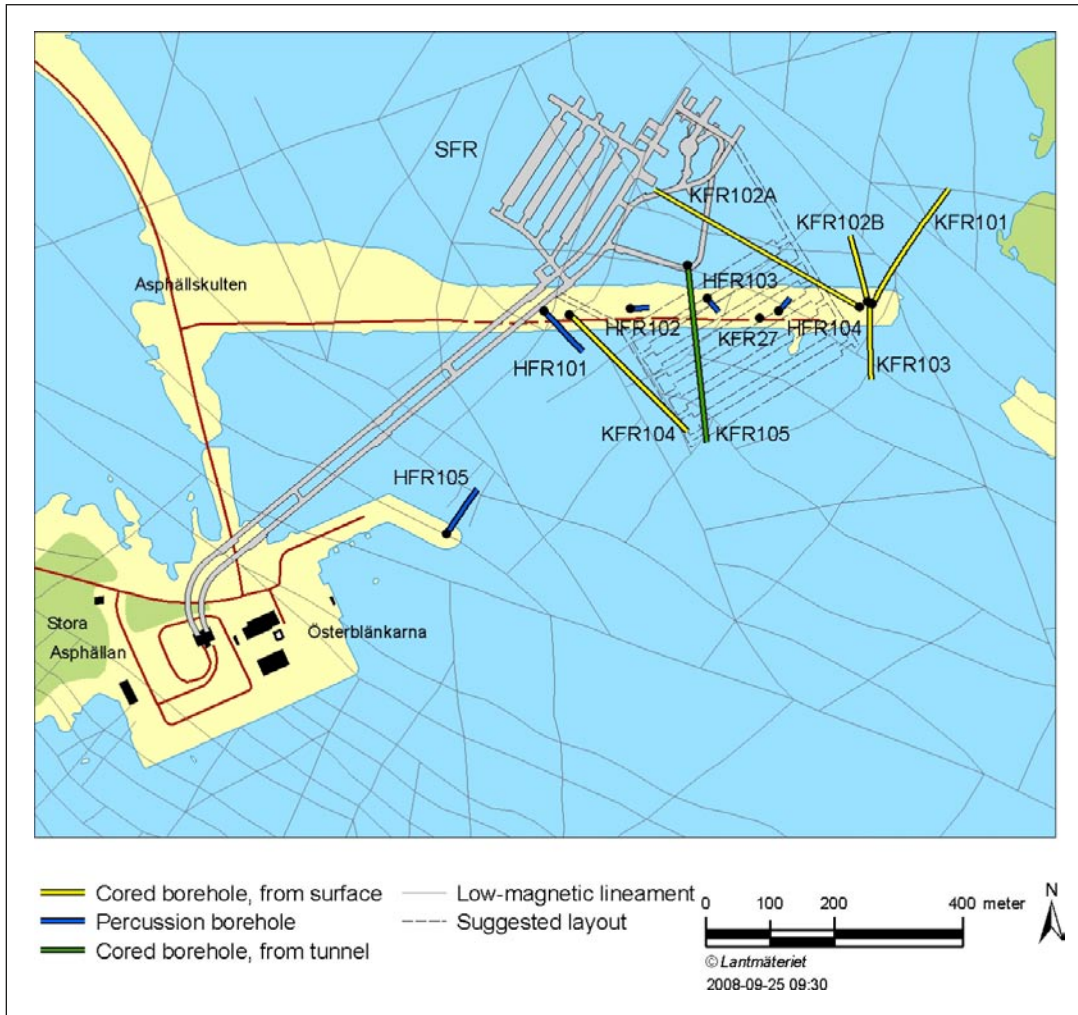 SFR
KFR102A
KFR102B
KFR101
Asphällskulten
HFR103
HFR102
HFR104
KFR27
HFR101
KFR103
KFR104
KFR105
HFR105
Stora
Asphällan
Österblänkarna
Cored borehole, from surface
Percussion borehole
Cored borehole, from tunnel
Low-magnetic lineament
Suggested layout
0 100 200 400 meter
N
© Lantmäteriet
2008-09-25 09:30